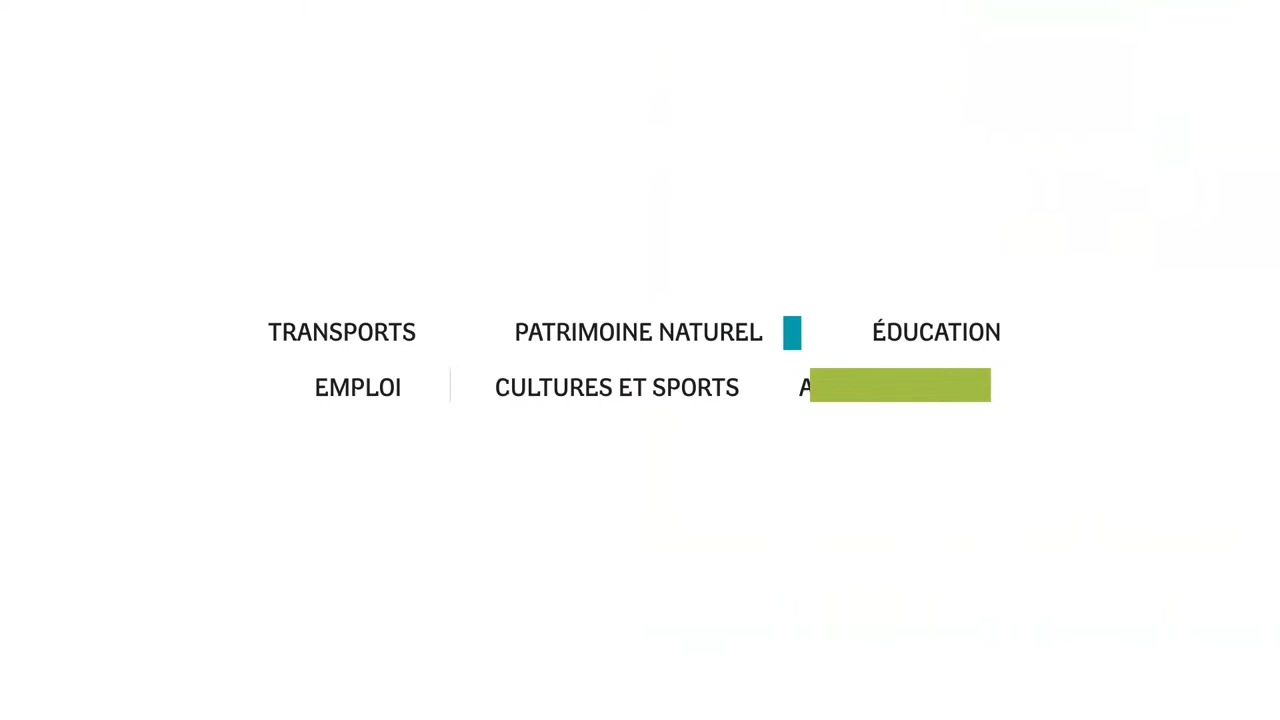 TRANSPORTS PATRIMOINE NATUREL ÉDUCATION
EMPLOI CULTURES ET SPORTS